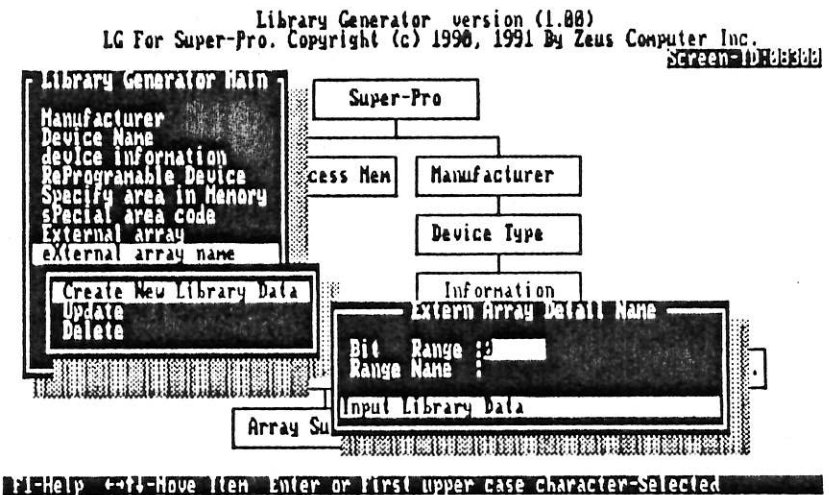 Library Generator version (1.00)
LG For Super-Pro. Copyright (c) 1990, 1991 By Zeus Computer Inc.
Screen-ID:08300
Library Generator Main
Manufacturer
Device Name
devIce information
ReProgramable Device
Specify area in Memory
sPecial area code
External array
eXternal array name
Create New Library Data
Update
Delete
Super-Pro
cess Mem
Manufacturer
Device Type
Information
Extern Array Detail Name
Bit Range :0
Range Name :
Input Library Data
Array Su
F1-Help ←→↑↓-Move Item Enter or First upper case character-Selected